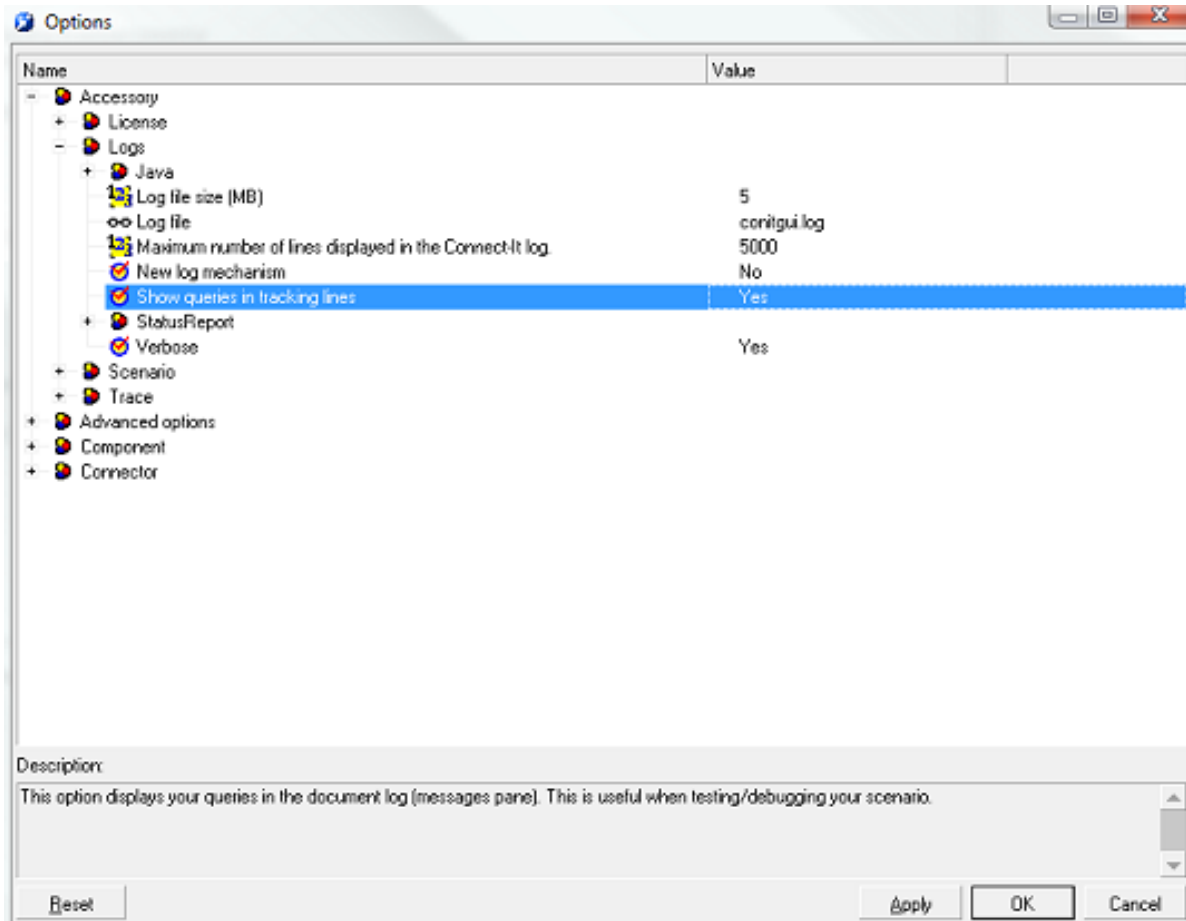 Options
Name Value
Accessory
License
Logs
Java
Log file size (MB) 5
Log file conitgui.log
Maximum number of lines displayed in the Connect-It log. 5000
New log mechanism No
Show queries in tracking lines Yes
StatusReport
Verbose Yes
Scenario
Trace
Advanced options
Component
Connector
Description:
This option displays your queries in the document log (messages pane). This is useful when testing/debugging your scenario.
Reset Apply OK Cancel